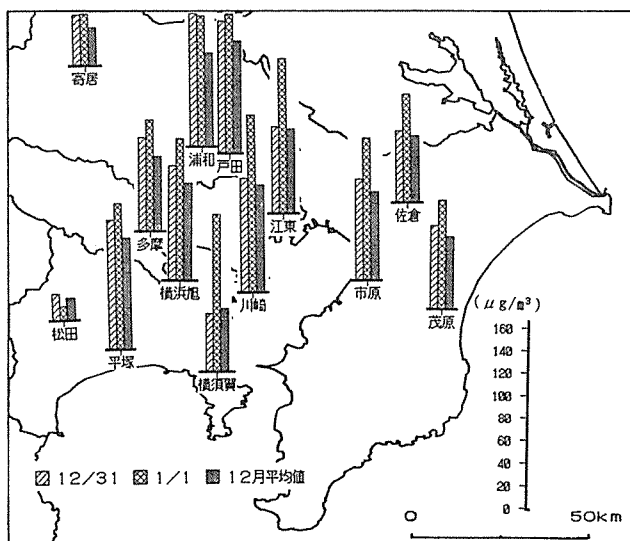 寄居
浦和
戸田
多摩
横浜旭
川崎
江東
市原
佐倉
茂原
松田
平塚
横須賀
(μg/m³)
160
140
120
100
80
60
40
20
0
12/31 1/1 12月平均値
0 50km